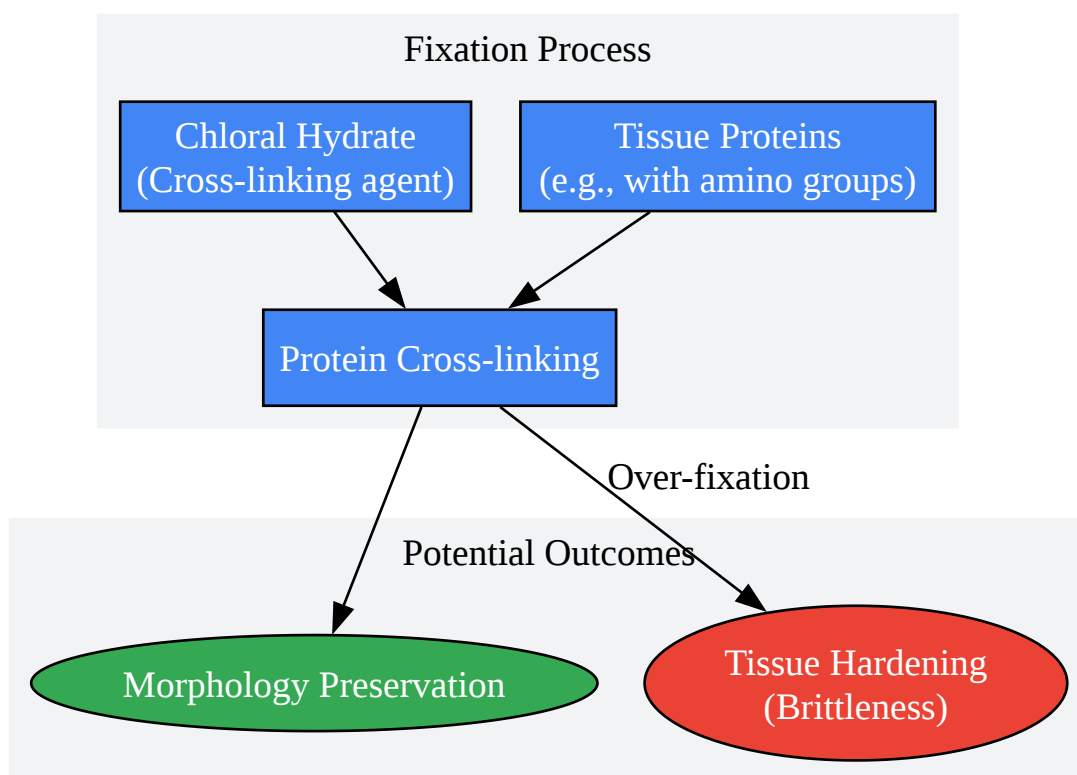 Fixation Process
Chloral Hydrate
(Cross-linking agent)
Tissue Proteins
(e.g., with amino groups)
Protein Cross-linking
Over-fixation
Potential Outcomes
Morphology Preservation
Tissue Hardening
(Brittleness)